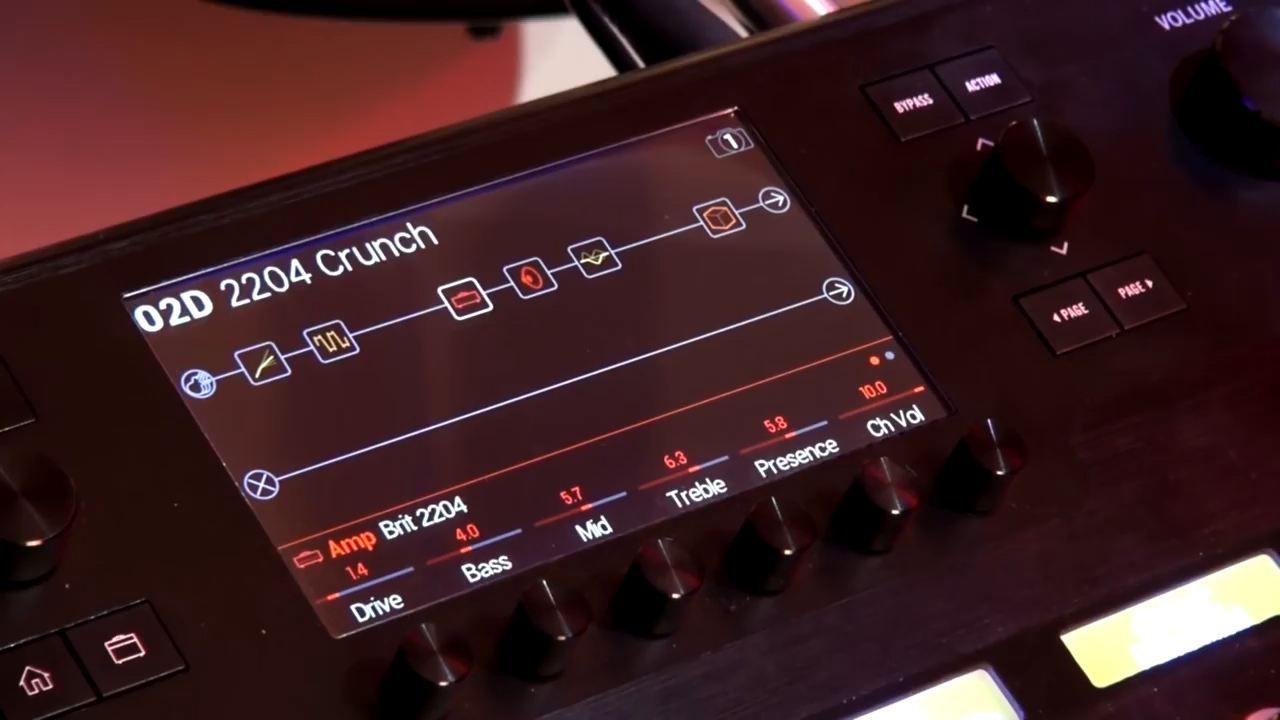 VOLUME
BYPASS
ACTION
1
02D 2204 Crunch
PAGE
PAGE
Amp Brit 2204
1.4
4.0
5.7
6.3
5.8
10.0
Drive
Bass
Mid
Treble
Presence
Ch Vol